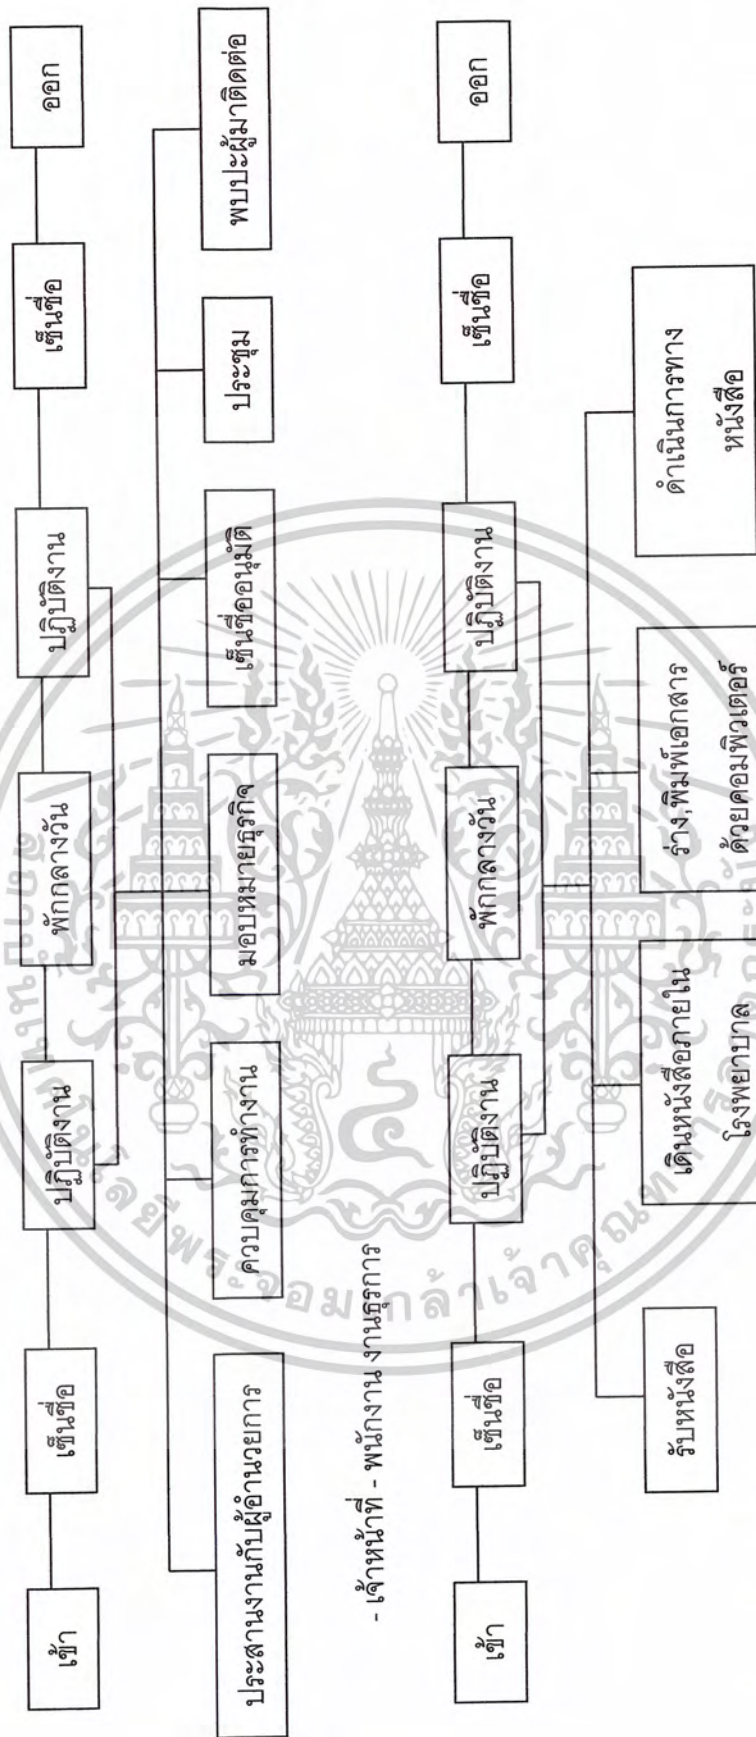 เข้า
เซ็นชื่อ
ปฏิบัติงาน
พักกลางวัน
ปฏิบัติงาน
เซ็นชื่อ
ออก
ประสานงานกับผู้อำนวยการ
ควบคุมการทำงาน
มอบหมายธุรกิจ
เซ็นชื่ออนุมัติ
ประชุม
พบปะผู้มาติดต่อ
- เจ้าหน้าที่ - พนักงาน งานธุรการ
เข้า
เซ็นชื่อ
ปฏิบัติงาน
พักกลางวัน
ปฏิบัติงาน
เซ็นชื่อ
ออก
รับหนังสือ
เดินหนังสือภายใน
โรงพยาบาล
ร่าง,พิมพ์เอกสาร
ด้วยคอมพิวเตอร์
ดำเนินการทาง
หนังสือ